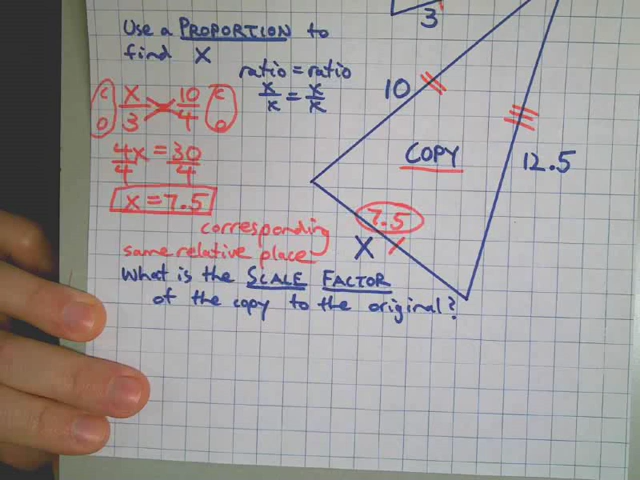 Use a PROPORTION to
find X
ratio = ratio
x/x = x/x
c x 10 c
o 3 4 o
4x = 30
4 4
x = 7.5
corresponding
same relative place
What is the SCALE FACTOR
of the copy to the original?
3
10
COPY
12.5
7.5
X